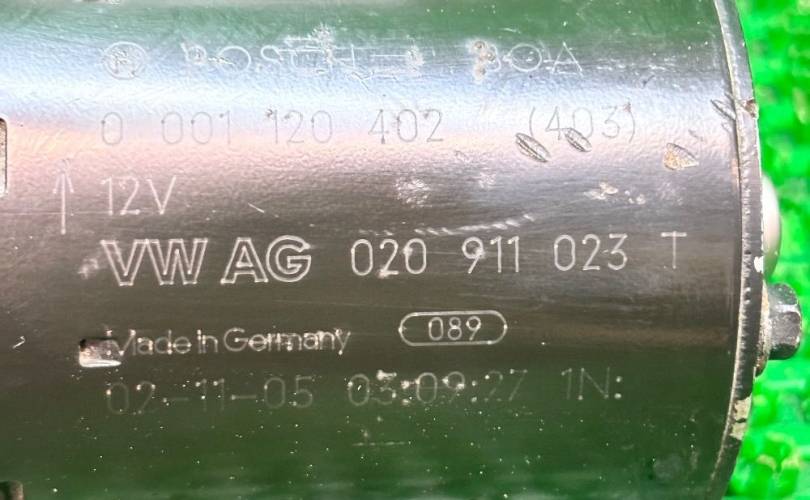 BOSCH → 80A
0 001 120 402 (403)
12V
VW AG 020 911 023 T
Made in Germany 089
02-11-05 03:09:27 1N: